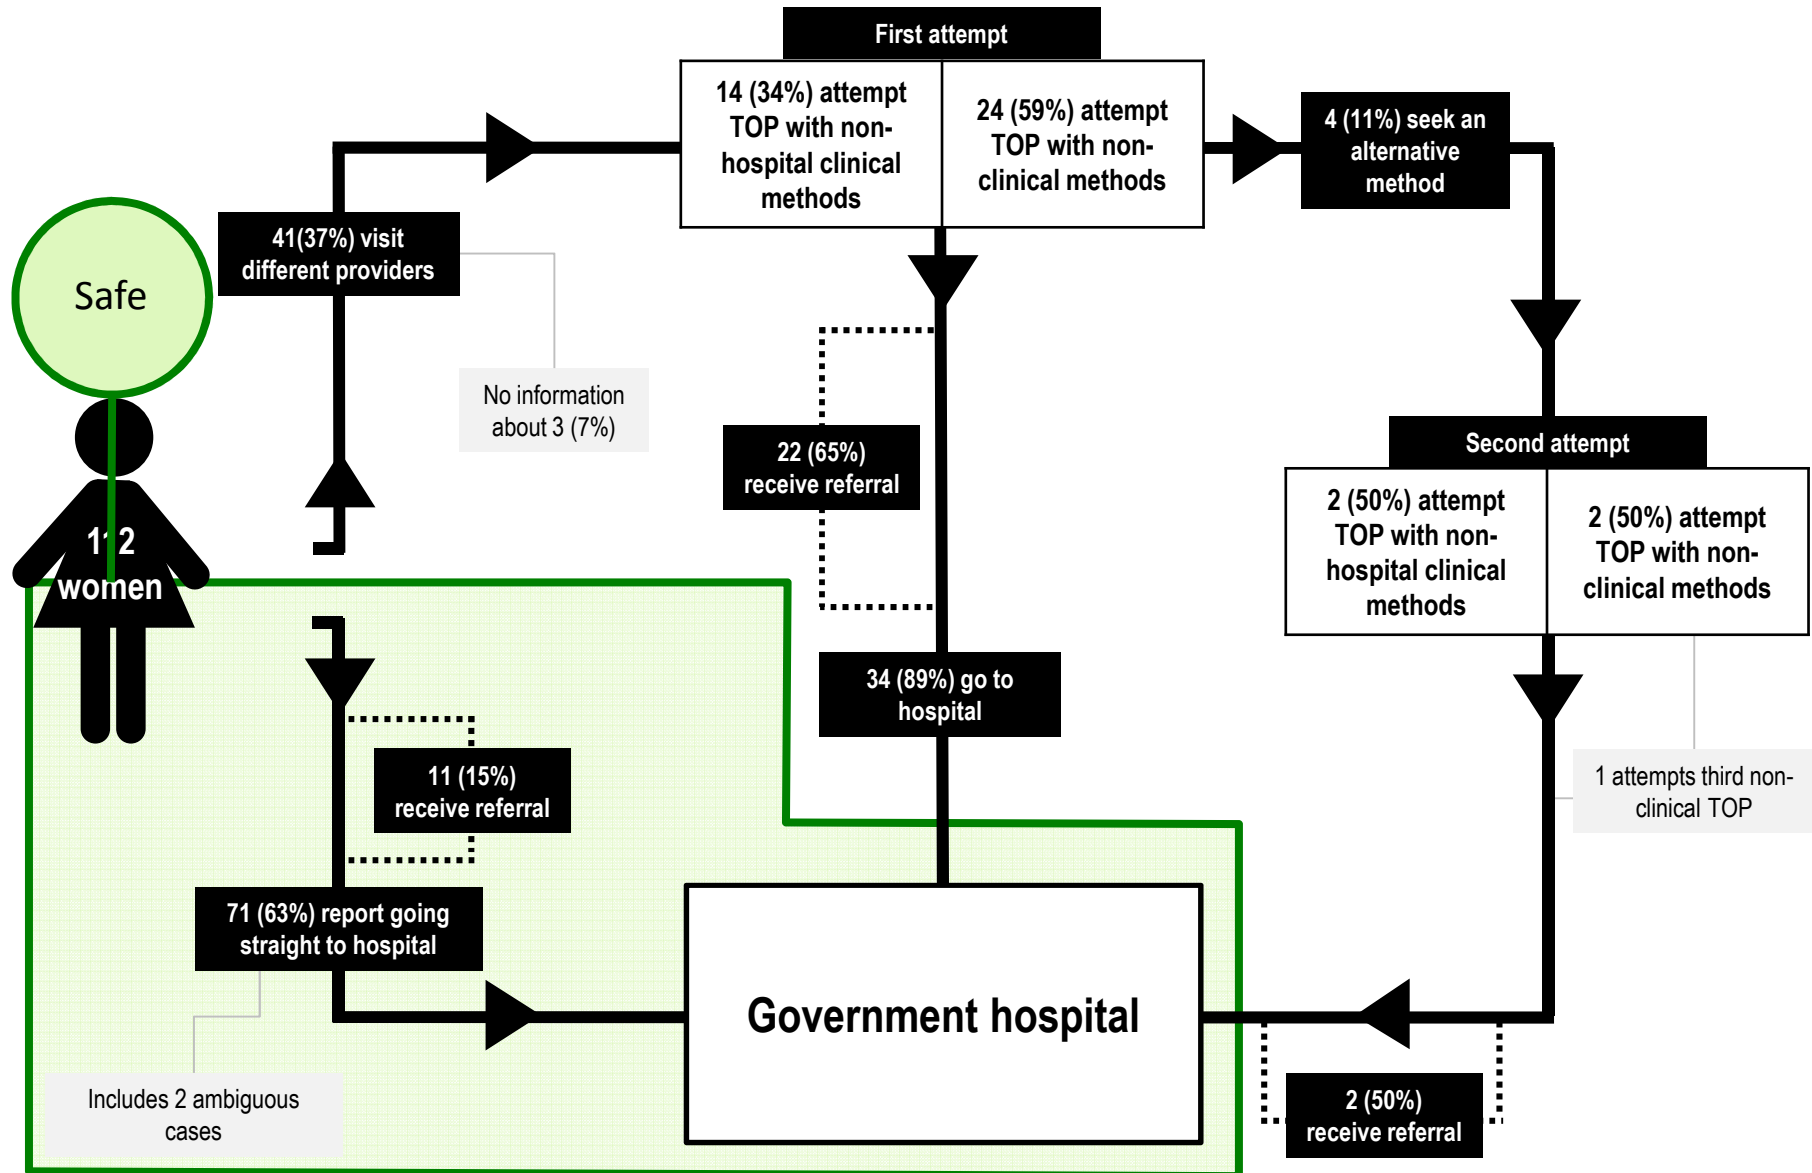 First attempt
14 (34%) attempt
TOP with non-
hospital clinical
methods
24 (59%) attempt
TOP with non-
clinical methods
4 (11%) seek an
alternative
method
41(37%) visit
different providers
Safe
No information
about 3 (7%)
22 (65%)
receive referral
Second attempt
2 (50%) attempt
TOP with non-
hospital clinical
methods
2 (50%) attempt
TOP with non-
clinical methods
112
women
34 (89%) go to
hospital
11 (15%)
receive referral
1 attempts third non-
clinical TOP
71 (63%) report going
straight to hospital
Government hospital
Includes 2 ambiguous
cases
2 (50%)
receive referral